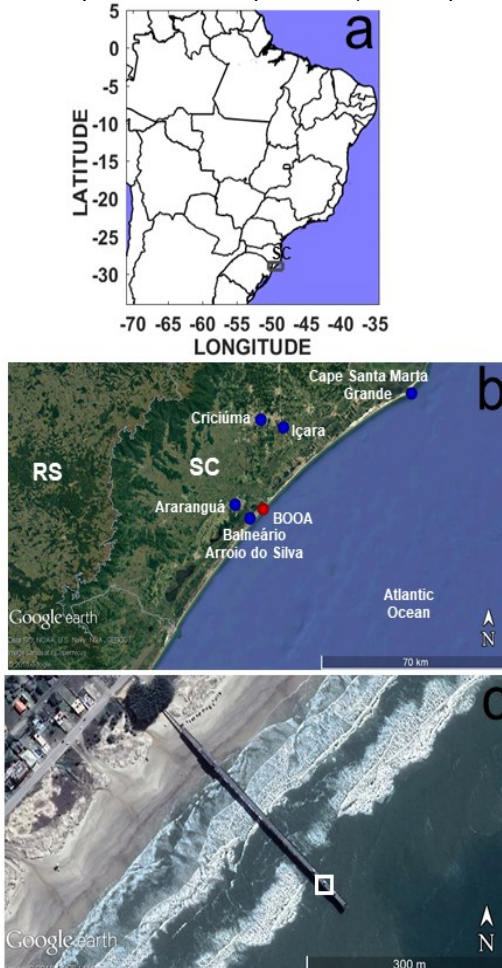 a
5
0
-5
-10
-15
-20
-25
-30
LATITUDE
SC
-70 -65 -60 -55 -50 -45 -40 -35
LONGITUDE
b
Cape Santa Marta
Grande
Criciúma
Içara
RS
SC
Araranguá
BOOA
Balneário
Arroio do Silva
Atlantic
Ocean
Google earth
N
70 km
c
Google earth
N
300 m